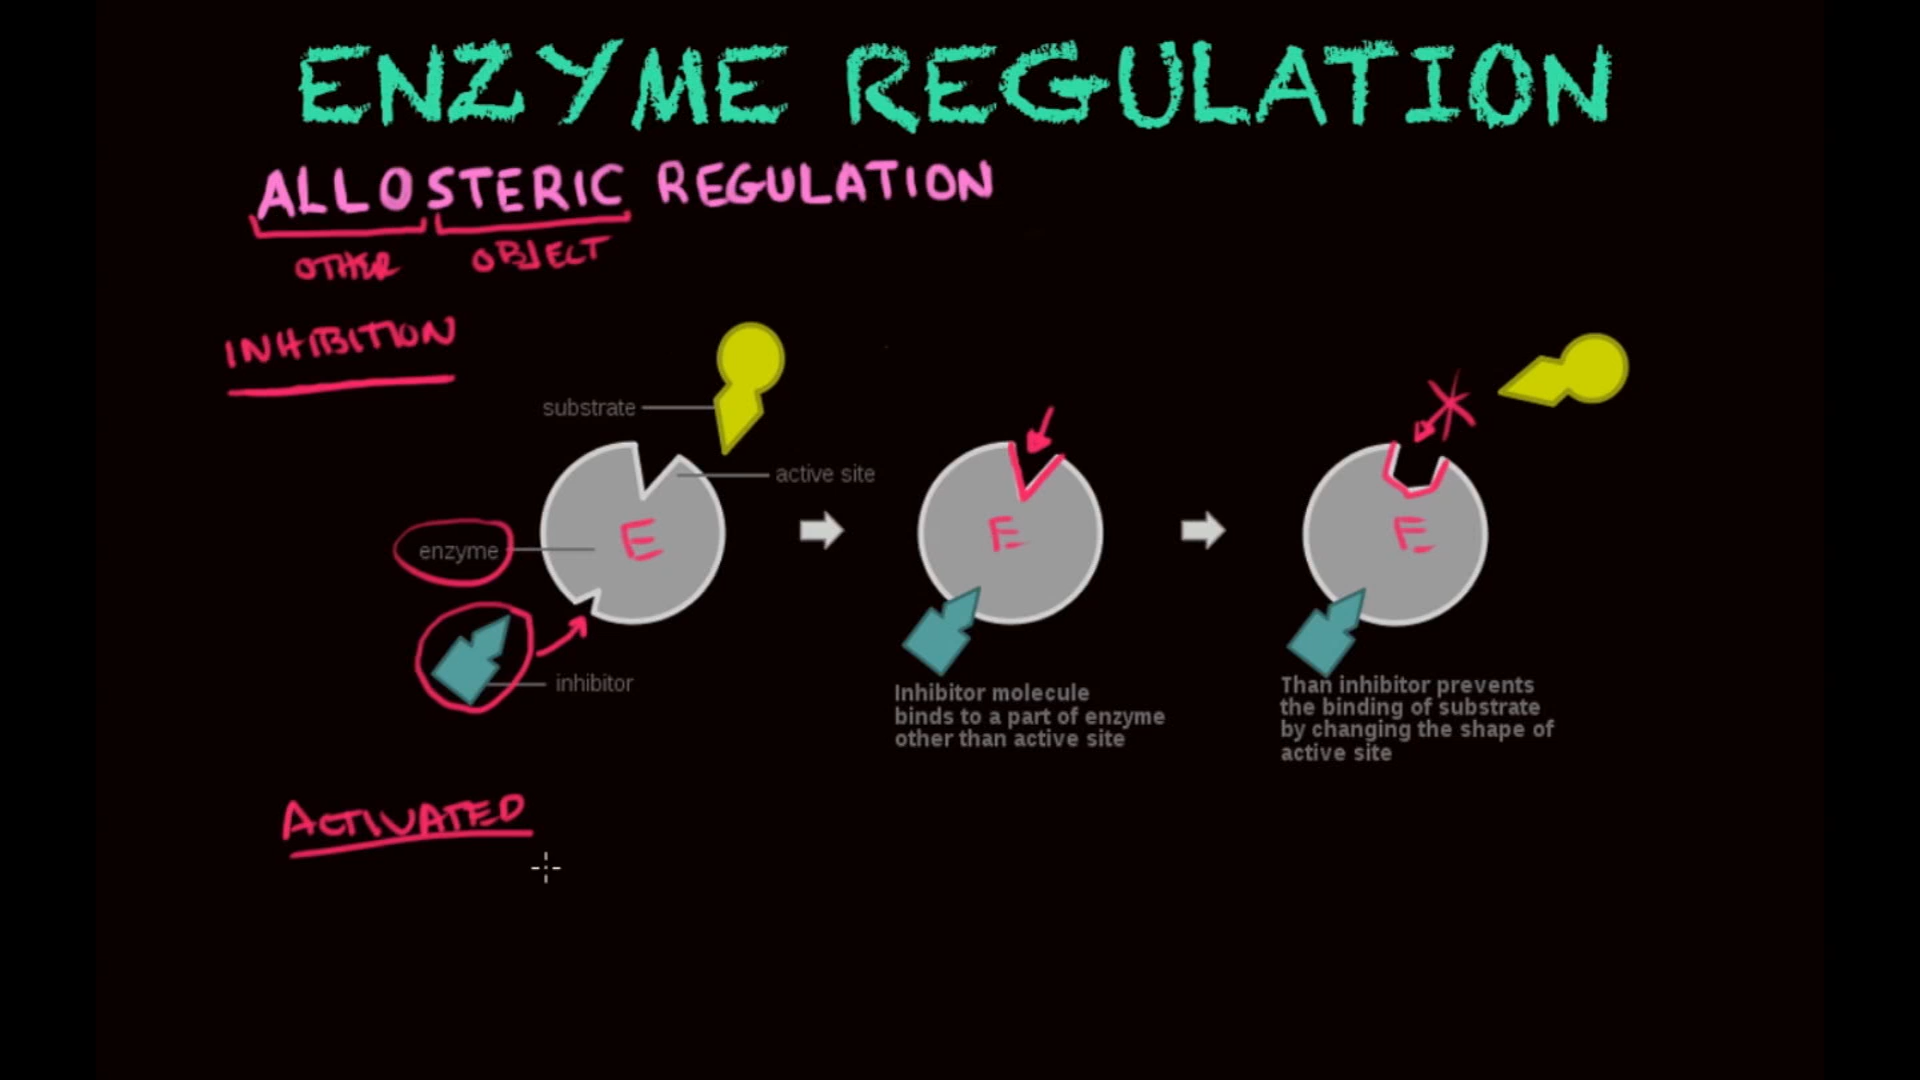 ENZYME REGULATION
ALLOSTERIC REGULATION
OTHER OBJECT
INHIBITION
substrate
active site
enzyme
E
E
E
inhibitor
Inhibitor molecule
binds to a part of enzyme
other than active site
Than inhibitor prevents
the binding of substrate
by changing the shape of
active site
ACTIVATED